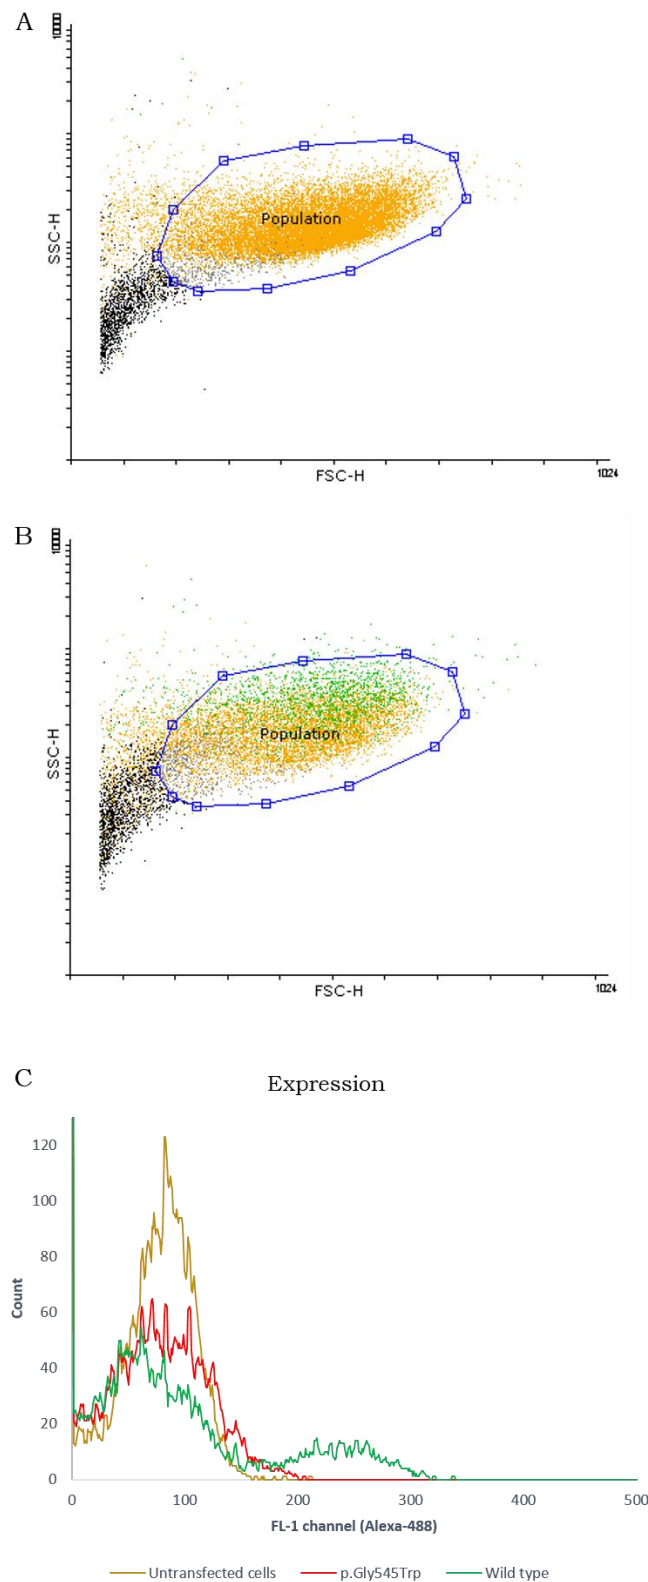 A
SSC-H
Population
FSC-H
1024
B
SSC-H
Population
FSC-H
1024
C
Expression
120
100
80
60
40
20
0
Count
0 100 200 300 400 500
FL-1 channel (Alexa-488)
Untransfected cells p.Gly545Trp Wild type